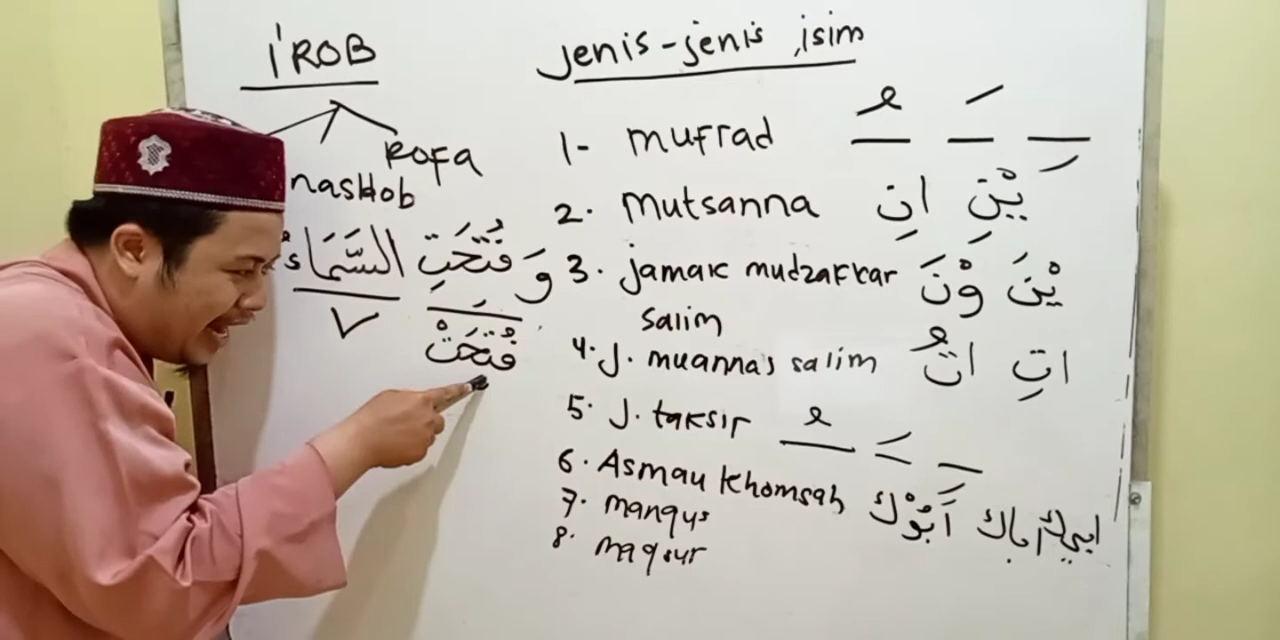 I'ROB
ROFA
nasHob
وَفُتِحَتِ السَّمَاءُ
فُتِحَتْ
jenis-jenis isim
1- mufrad ـُ ـَ ـِ
2. mutsanna انِ يْنِ
3. jamak mudzakkar وْنَ يْنَ
salim
4. J. muannas salim اتُ اتِ
5. J. taksir ـُ ـَ ـِ
6. Asmau khomsah أَبُوْكَ اباك ابيك
7. manqus
8. maqsur